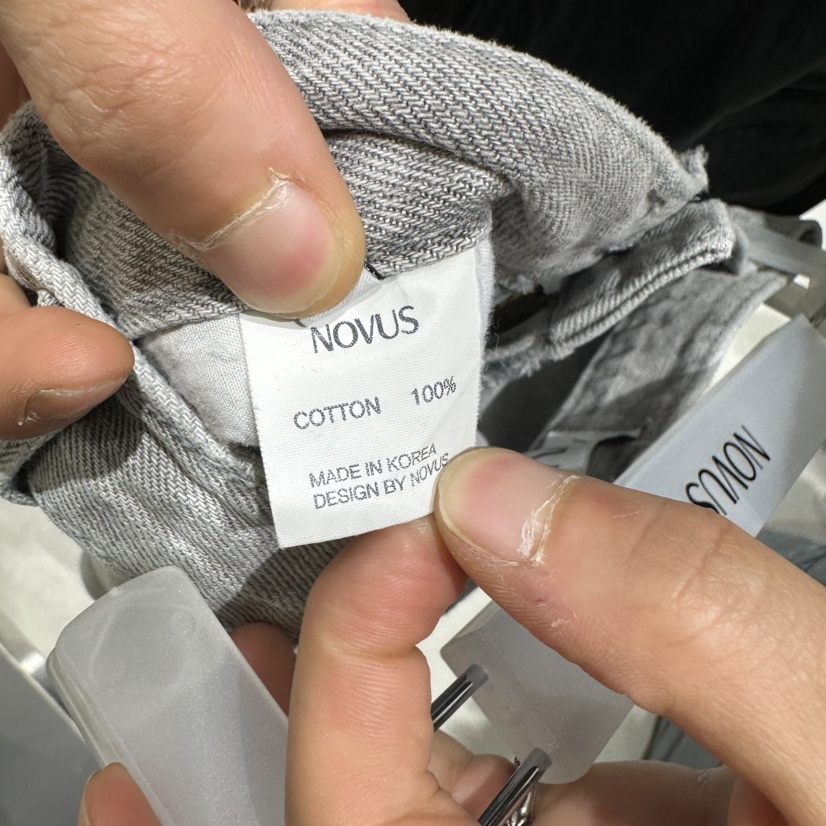 NOVUS
COTTON 100%
MADE IN KOREA
DESIGN BY NOVUS
NOVUS